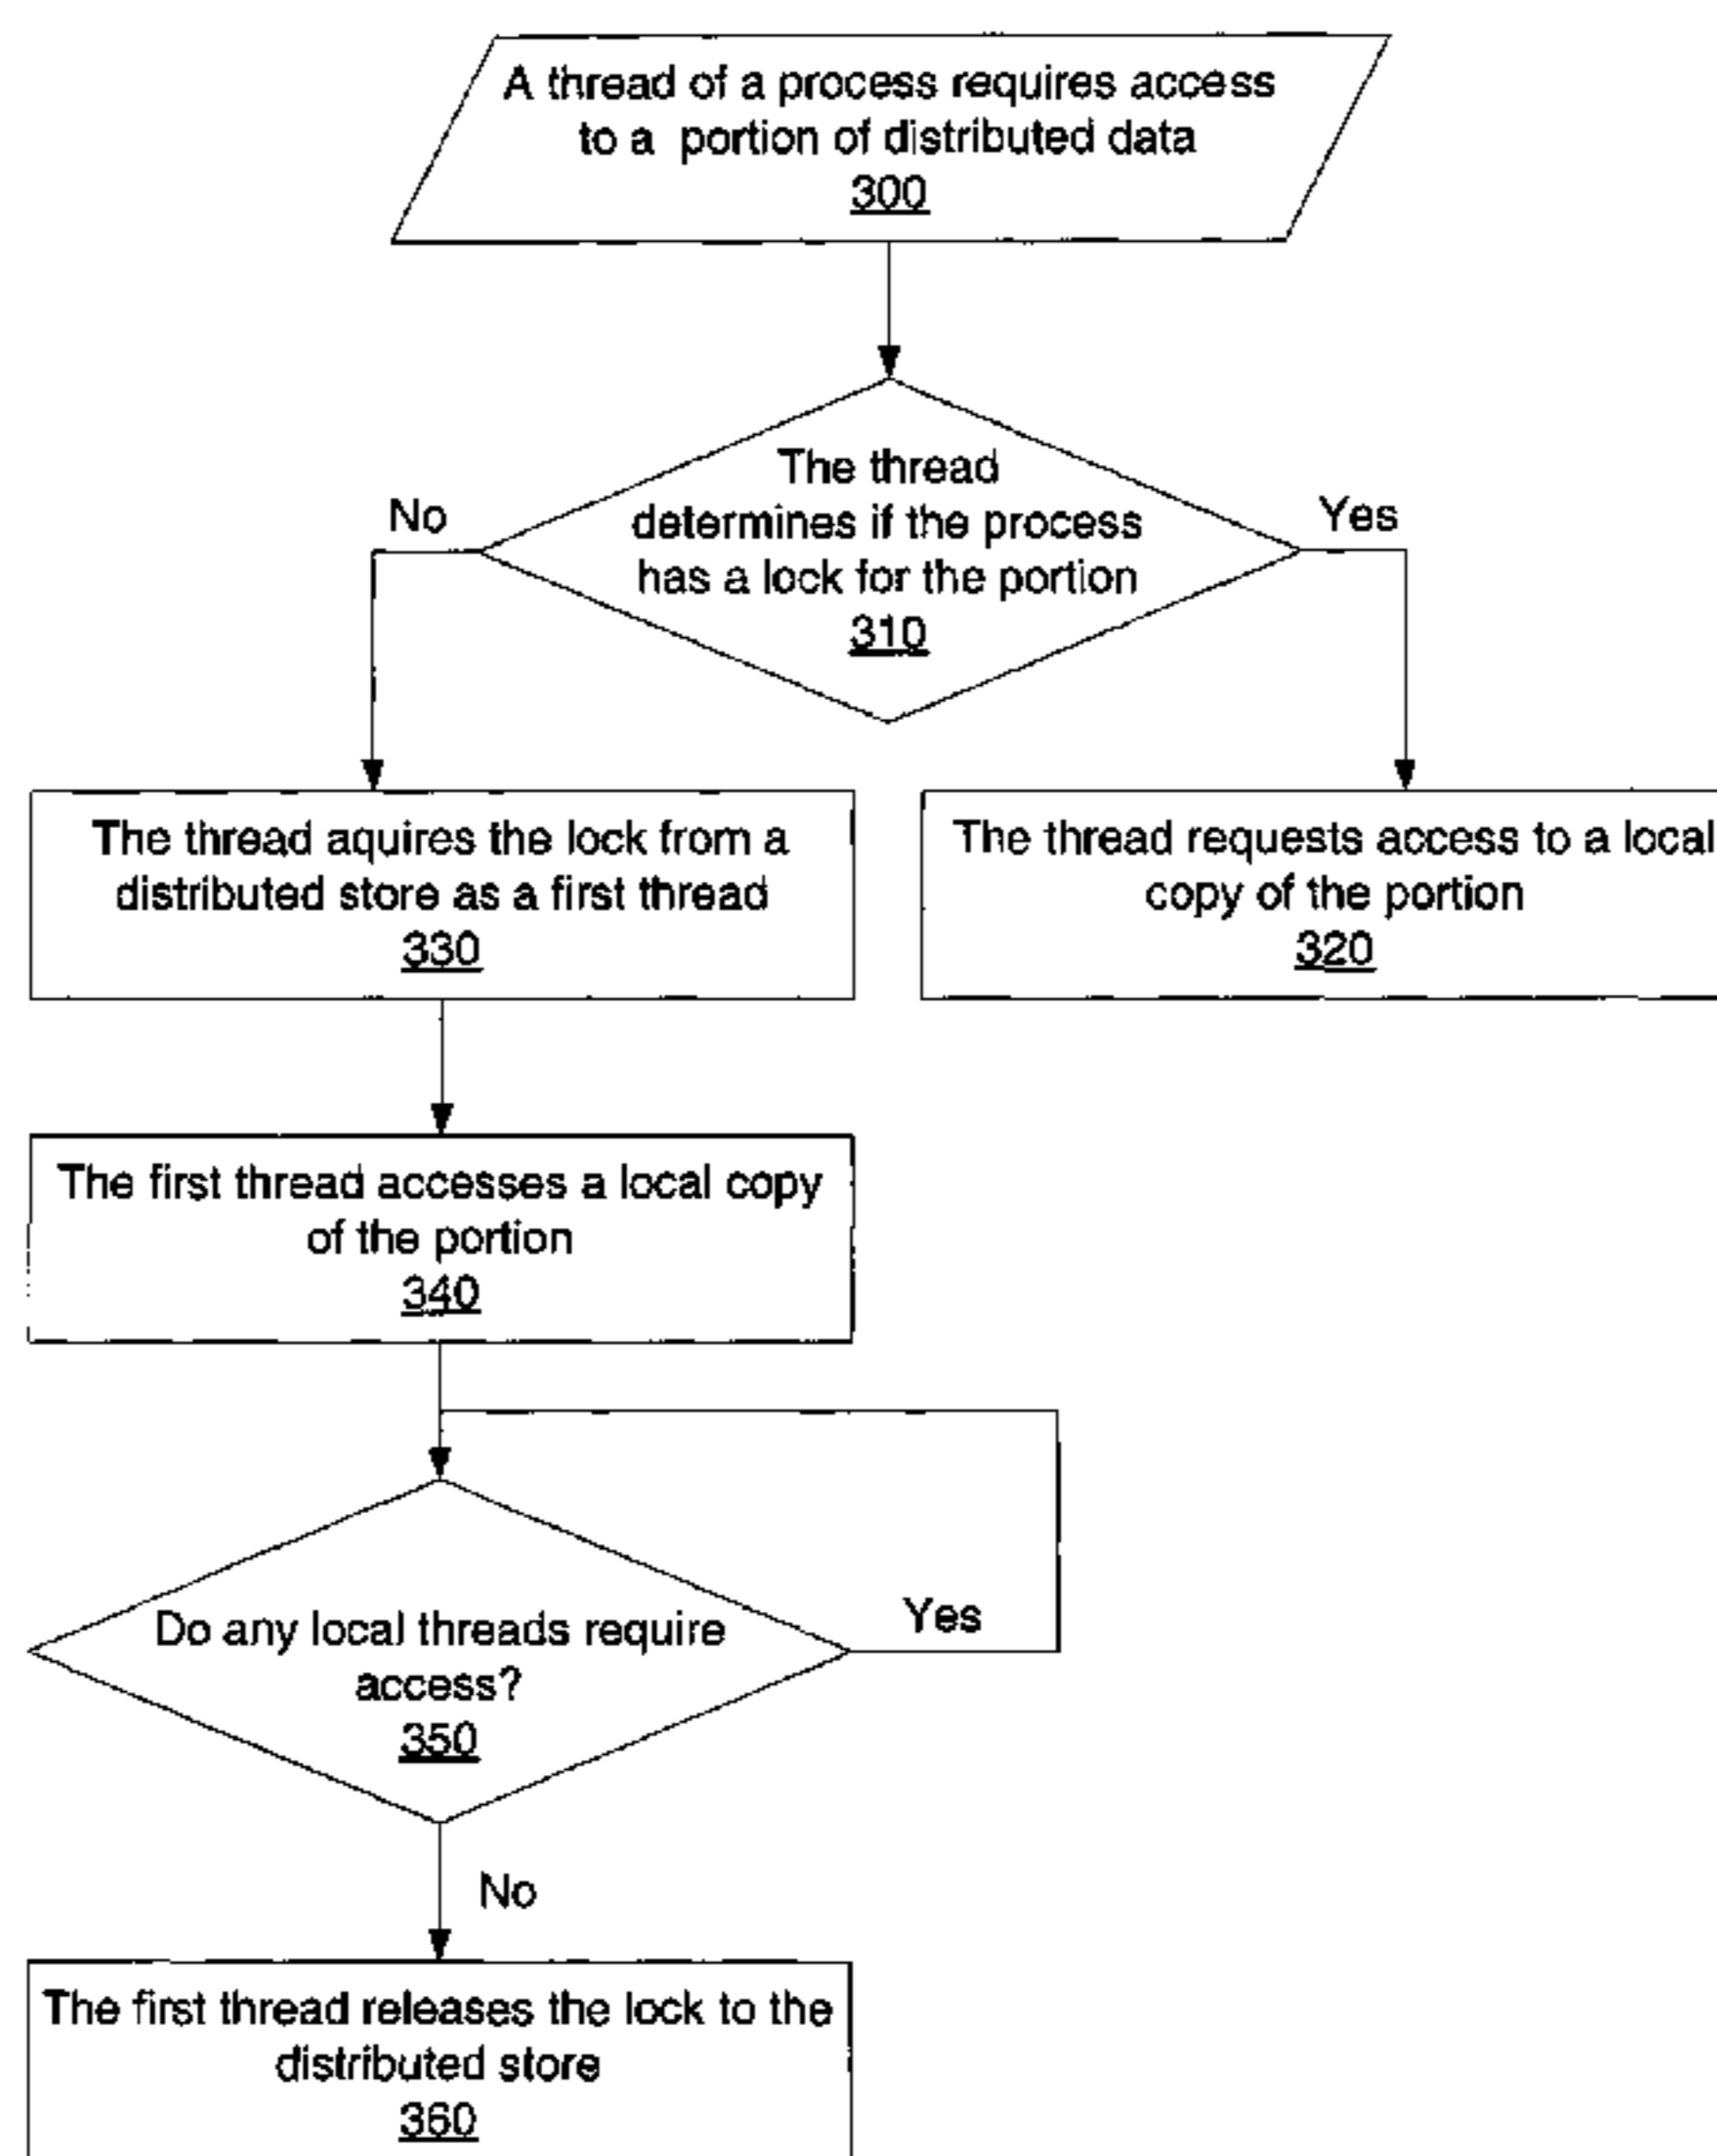 A thread of a process requires access
to a portion of distributed data
300
The thread
determines if the process
has a lock for the portion
310
No
Yes
The thread aquires the lock from a
distributed store as a first thread
330
The thread requests access to a local
copy of the portion
320
The first thread accesses a local copy
of the portion
340
Do any local threads require
access?
350
Yes
No
The first thread releases the lock to the
distributed store
360